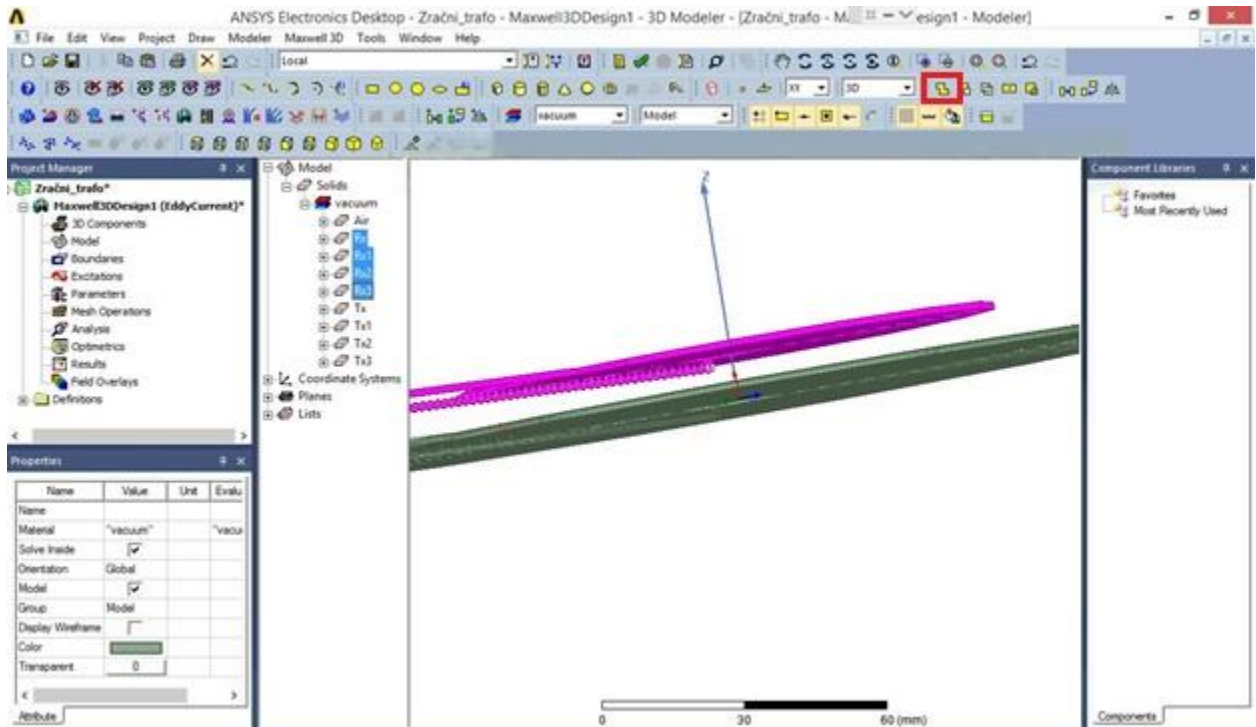 ANSYS Electronics Desktop - Zračni_trafo - Maxwell3DDesign1 - 3D Modeler - [Zračni_trafo - M esign1 - Modeler]
File Edit View Project Draw Modeler Maxwell 3D Tools Window Help
Local
XY 3D
vacuum Model
Project Manager
Zračni_trafo*
Maxwell3DDesign1 (EddyCurrent)*
3D Components
Model
Boundaries
Excitations
Parameters
Mesh Operations
Analysis
Optimetrics
Results
Field Overlays
Definitions
Properties
Name Value Unit Evalu
Name
Material "vacuum" "vacu
Solve Inside
Orientation Global
Model
Group Model
Display Wireframe
Color
Transparent 0
Attribute
Model
Solids
vacuum
Air
Rx
Rx1
Rx2
Rx3
Tx
Tx1
Tx2
Tx3
Coordinate Systems
Planes
Lists
Z
0 30 60 (mm)
Component Libraries
Favorites
Most Recently Used
Components